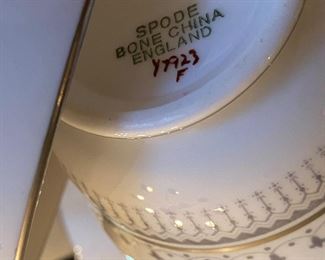 SPODE
BONE CHINA
ENGLAND
Y7923
F